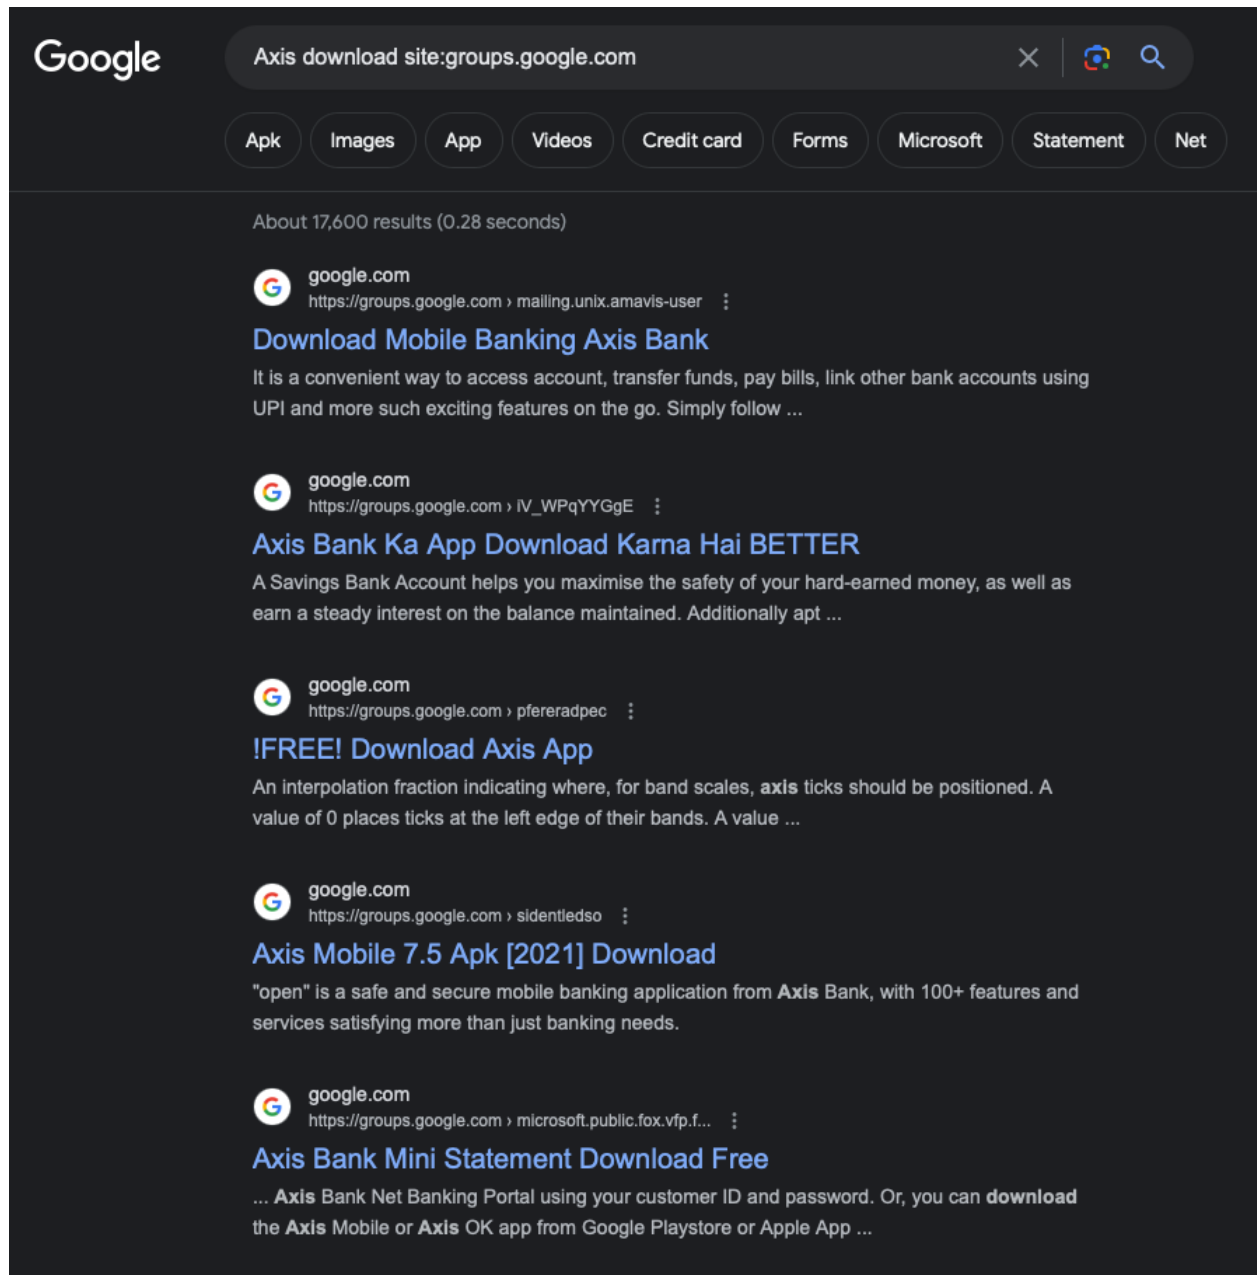 Google
Axis download site:groups.google.com
Apk Images App Videos Credit card Forms Microsoft Statement Net
About 17,600 results (0.28 seconds)
google.com
https://groups.google.com › mailing.unix.amavis-user
Download Mobile Banking Axis Bank
It is a convenient way to access account, transfer funds, pay bills, link other bank accounts using
UPI and more such exciting features on the go. Simply follow ...
google.com
https://groups.google.com › iV_WPqYYGgE
Axis Bank Ka App Download Karna Hai BETTER
A Savings Bank Account helps you maximise the safety of your hard-earned money, as well as
earn a steady interest on the balance maintained. Additionally apt ...
google.com
https://groups.google.com › pfereradpec
!FREE! Download Axis App
An interpolation fraction indicating where, for band scales, axis ticks should be positioned. A
value of 0 places ticks at the left edge of their bands. A value ...
google.com
https://groups.google.com › sidentledso
Axis Mobile 7.5 Apk [2021] Download
"open" is a safe and secure mobile banking application from Axis Bank, with 100+ features and
services satisfying more than just banking needs.
google.com
https://groups.google.com › microsoft.public.fox.vfp.f...
Axis Bank Mini Statement Download Free
... Axis Bank Net Banking Portal using your customer ID and password. Or, you can download
the Axis Mobile or Axis OK app from Google Playstore or Apple App ...